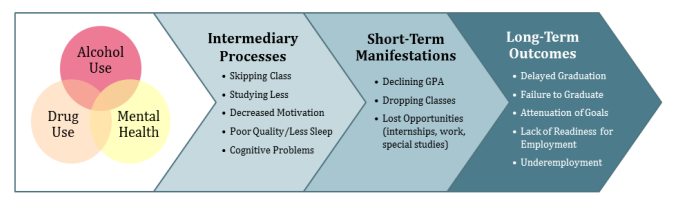 Alcohol
Use
Drug
Use
Mental
Health
Intermediary
Processes
• Skipping Class
• Studying Less
• Decreased Motivation
• Poor Quality/Less Sleep
• Cognitive Problems
Short-Term
Manifestations
• Declining GPA
• Dropping Classes
• Lost Opportunities
(internships, work,
special studies)
Long-Term
Outcomes
• Delayed Graduation
• Failure to Graduate
• Attenuation of Goals
• Lack of Readiness for
Employment
• Underemployment